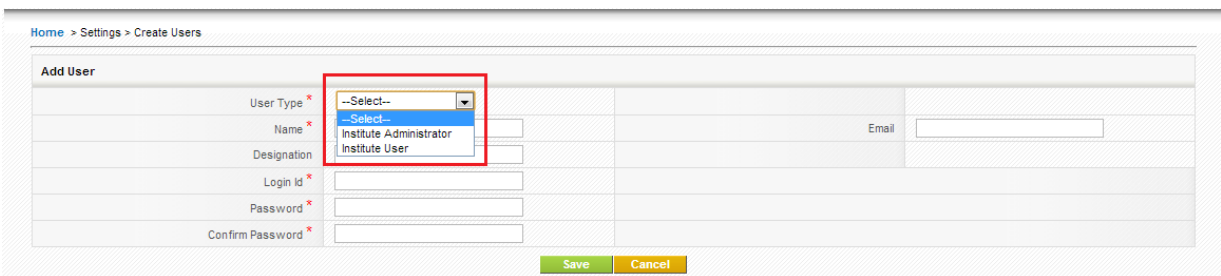 Home > Settings > Create Users
Add User
User Type * --Select--
--Select--
Name * Institute Administrator Email
Institute User
Designation
Login Id *
Password *
Confirm Password *
Save Cancel